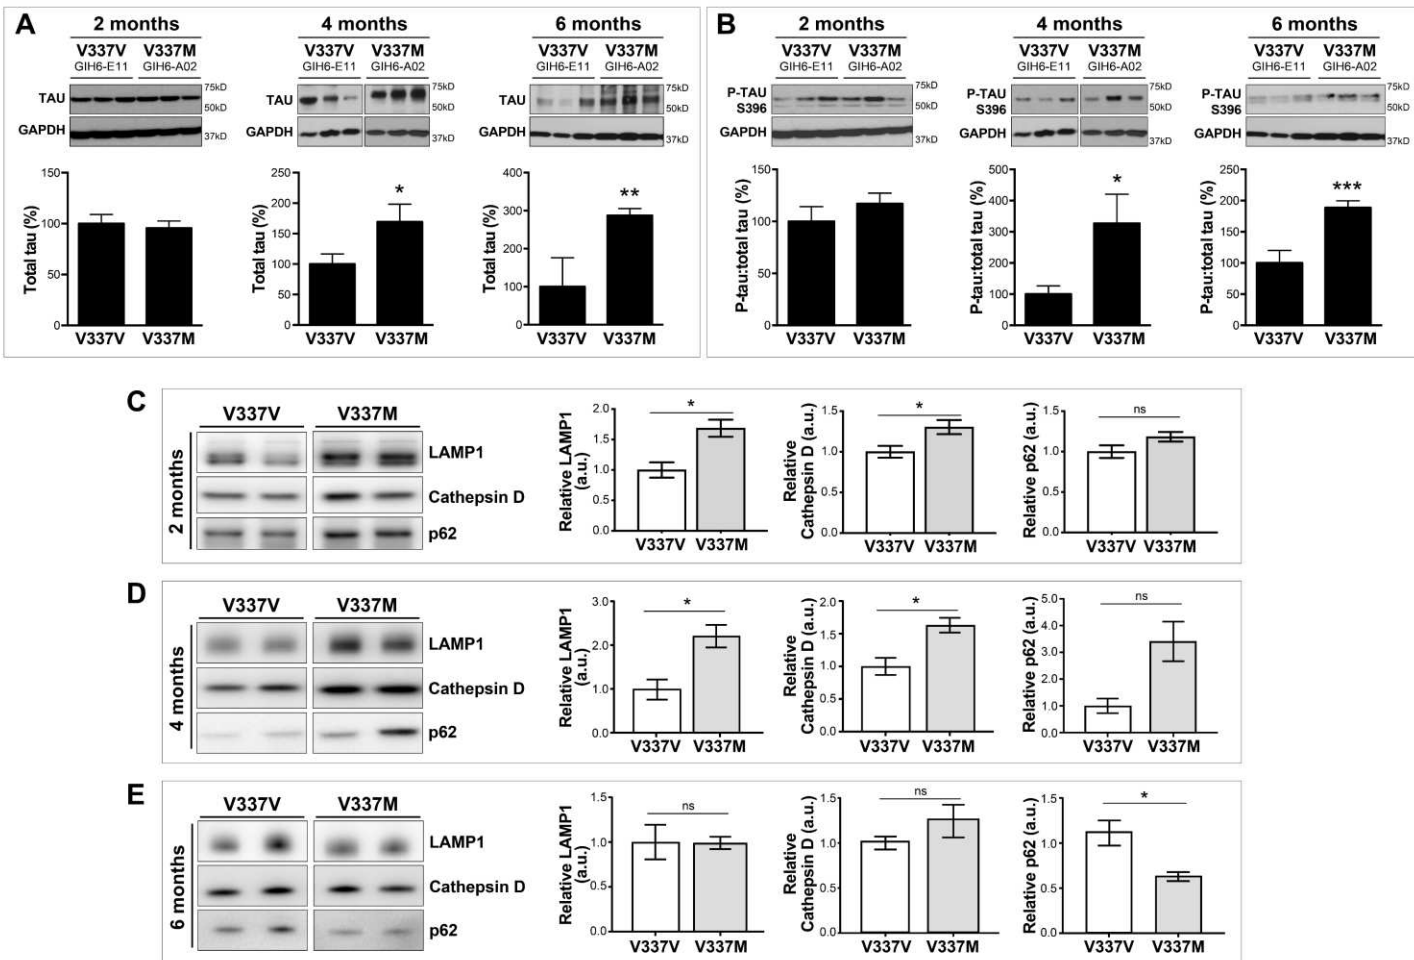 A
2 months
4 months
6 months
V337V V337M
GIH6-E11 GIH6-A02
V337V V337M
GIH6-E11 GIH6-A02
V337V V337M
GIH6-E11 GIH6-A02
TAU
75kD
50kD
GAPDH
37kD
TAU
75kD
50kD
GAPDH
37kD
TAU
75kD
50kD
GAPDH
37kD
Total tau (%)
150
100
50
0
V337V V337M
Total tau (%)
250
200
150
100
50
0
*
V337V V337M
Total tau (%)
400
300
200
100
0
**
V337V V337M
B
2 months
4 months
6 months
V337V V337M
GIH6-E11 GIH6-A02
V337V V337M
GIH6-E11 GIH6-A02
V337V V337M
GIH6-E11 GIH6-A02
P-TAU
S396
75kD
50kD
GAPDH
37kD
P-TAU
S396
75kD
50kD
GAPDH
37kD
P-TAU
S396
75kD
50kD
GAPDH
37kD
P-tau:total tau (%)
150
100
50
0
V337V V337M
P-tau:total tau (%)
500
400
300
200
100
0
*
V337V V337M
P-tau:total tau (%)
250
200
150
100
50
0
***
V337V V337M
C
2 months
V337V V337M
LAMP1
Cathepsin D
p62
Relative LAMP1
(a.u.)
2.0
1.5
1.0
0.5
0.0
*
V337V V337M
Relative
Cathepsin D (a.u.)
1.5
1.0
0.5
0.0
*
V337V V337M
Relative p62 (a.u.)
1.5
1.0
0.5
0.0
ns
V337V V337M
D
4 months
V337V V337M
LAMP1
Cathepsin D
p62
Relative LAMP1
(a.u.)
3.0
2.0
1.0
0.0
*
V337V V337M
Relative
Cathepsin D (a.u.)
2.0
1.5
1.0
0.5
0.0
*
V337V V337M
Relative p62 (a.u.)
5.0
4.0
3.0
2.0
1.0
0.0
ns
V337V V337M
E
6 months
V337V V337M
LAMP1
Cathepsin D
p62
Relative LAMP1
(a.u.)
1.5
1.0
0.5
0.0
ns
V337V V337M
Relative
Cathepsin D (a.u.)
1.5
1.0
0.5
0.0
ns
V337V V337M
Relative p62 (a.u.)
1.5
1.0
0.5
0.0
*
V337V V337M